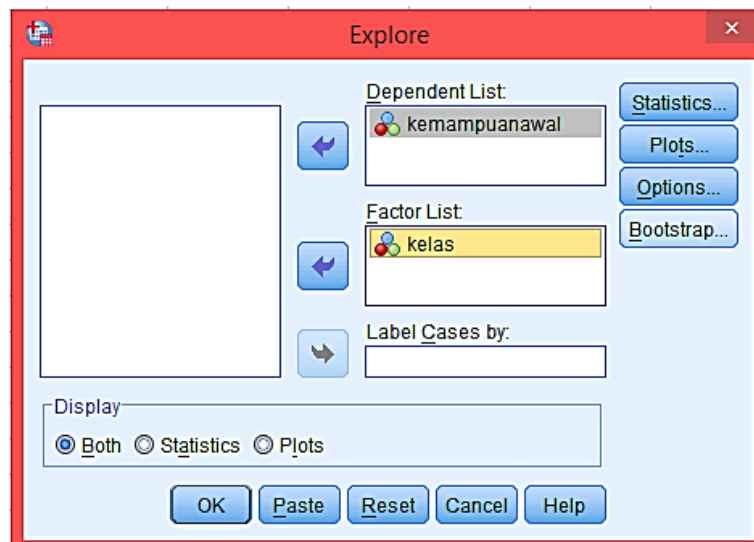 Explore
Dependent List:
kemampuanawal
Factor List:
kelas
Label Cases by:
Statistics...
Plots...
Options...
Bootstrap...
Display
Both Statistics Plots
OK Paste Reset Cancel Help